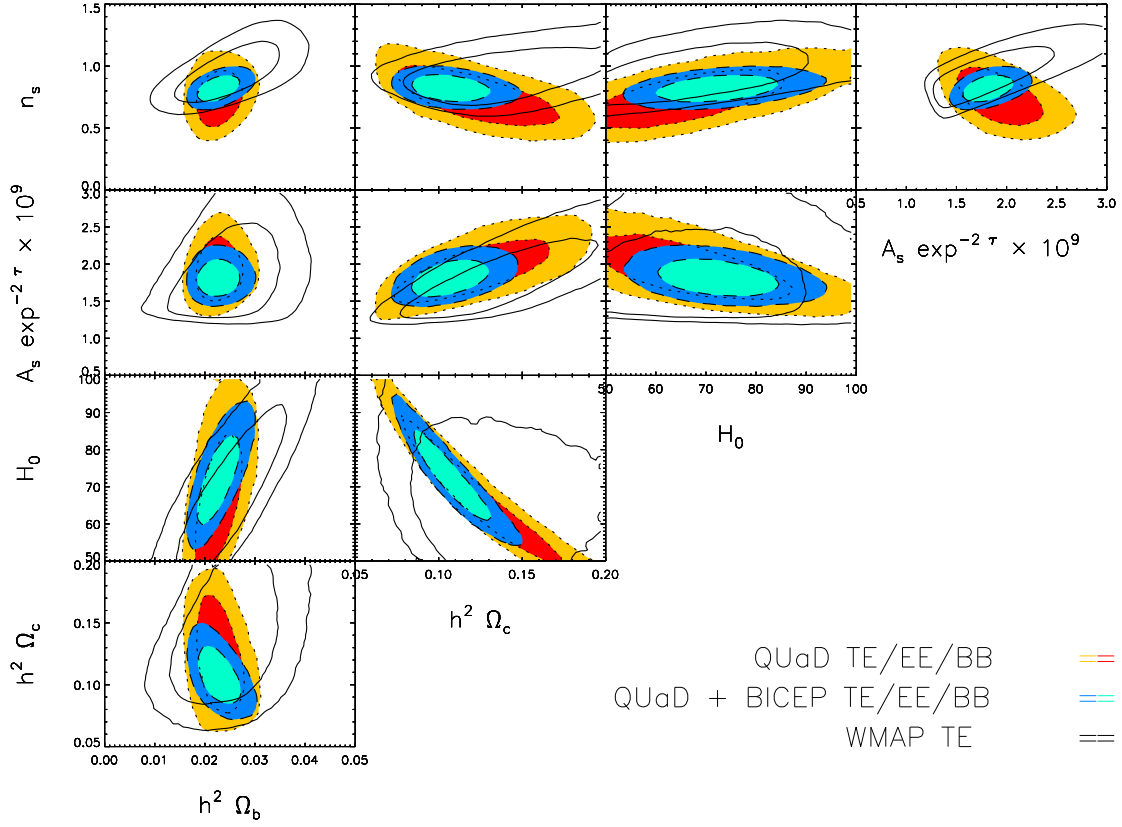 1.5
1.0
n_s
0.5
0.0
0.5 1.0 1.5 2.0 2.5 3.0
A_s exp^{-2 τ} × 10^9
3.0
2.5
2.0
A_s exp^{-2 τ} × 10^9
1.5
1.0
0.5
50 60 70 80 90 100
H_0
100
90
80
H_0
70
60
50
0.05 0.10 0.15 0.20
h^2 Ω_c
0.20
0.15
h^2 Ω_c
0.10
0.05
0.00 0.01 0.02 0.03 0.04 0.05
h^2 Ω_b
QUaD TE/EE/BB
QUaD + BICEP TE/EE/BB
WMAP TE